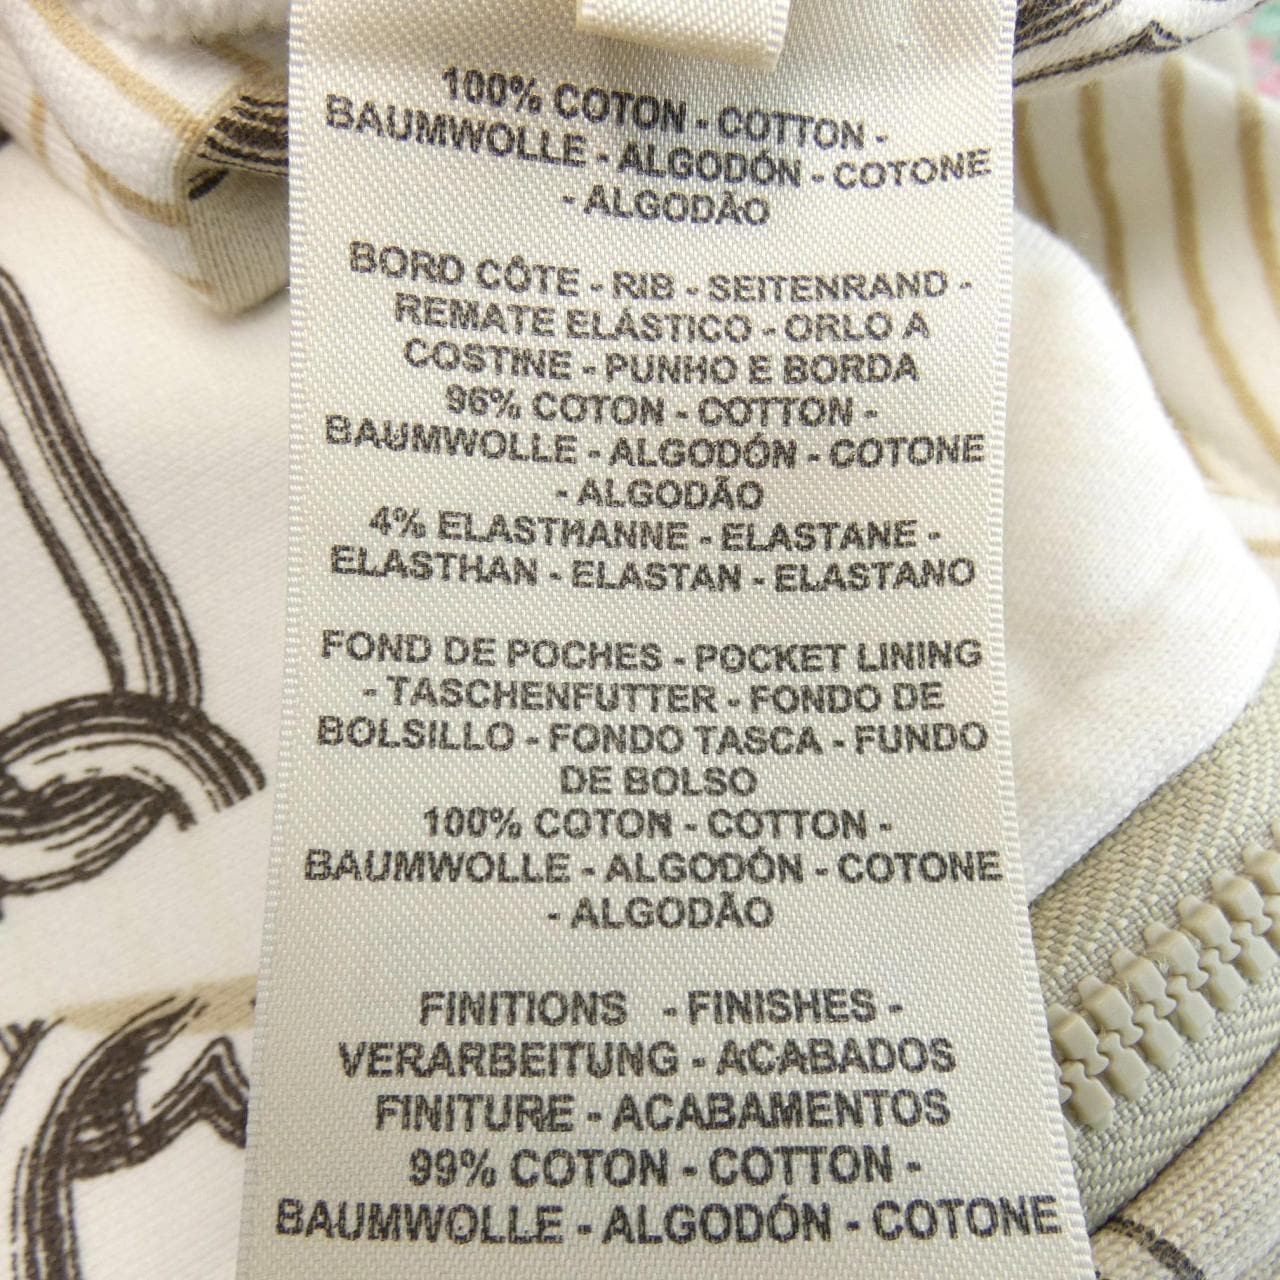 100% COTON - COTTON -
BAUMWOLLE - ALGODÓN - COTONE
- ALGODÃO
BORD CÔTE - RIB - SEITENRAND -
REMATE ELÁSTICO - ORLO A
COSTINE - PUNHO E BORDA
96% COTON - COTTON -
BAUMWOLLE - ALGODÓN - COTONE
- ALGODÃO
4% ELASTHANNE - ELASTANE -
ELASTHAN - ELASTAN - ELASTANO
FOND DE POCHES - POCKET LINING
- TASCHENFUTTER - FONDO DE
BOLSILLO - FONDO TASCA - FUNDO
DE BOLSO
100% COTON - COTTON -
BAUMWOLLE - ALGODÓN - COTONE
- ALGODÃO
FINITIONS - FINISHES -
VERARBEITUNG - ACABADOS
FINITURE - ACABAMENTOS
99% COTON - COTTON -
BAUMWOLLE - ALGODÓN - COTONE